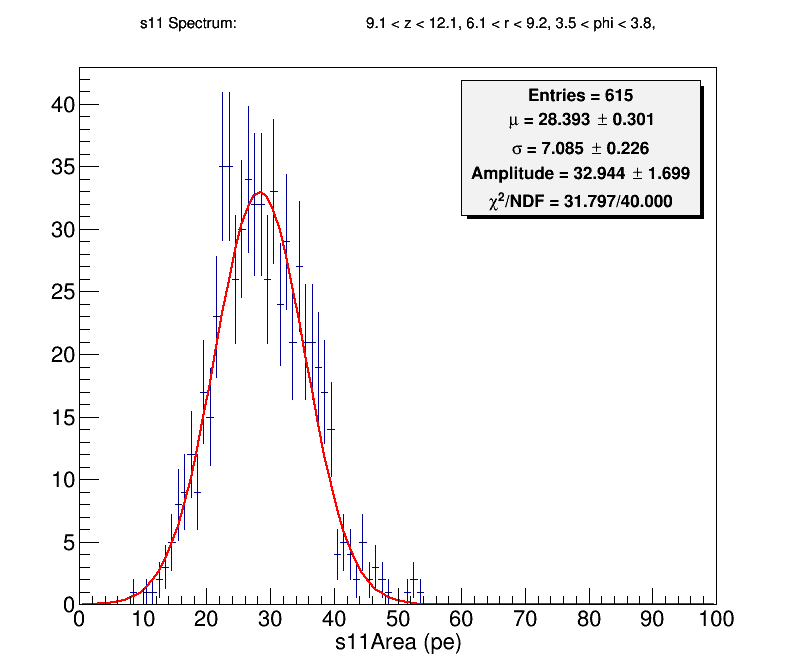 s11 Spectrum: 9.1 < z < 12.1, 6.1 < r < 9.2, 3.5 < phi < 3.8,
Entries = 615
μ = 28.393 ± 0.301
σ = 7.085 ± 0.226
Amplitude = 32.944 ± 1.699
χ²/NDF = 31.797/40.000
40
35
30
25
20
15
10
5
0
0 10 20 30 40 50 60 70 80 90 100
s11Area (pe)